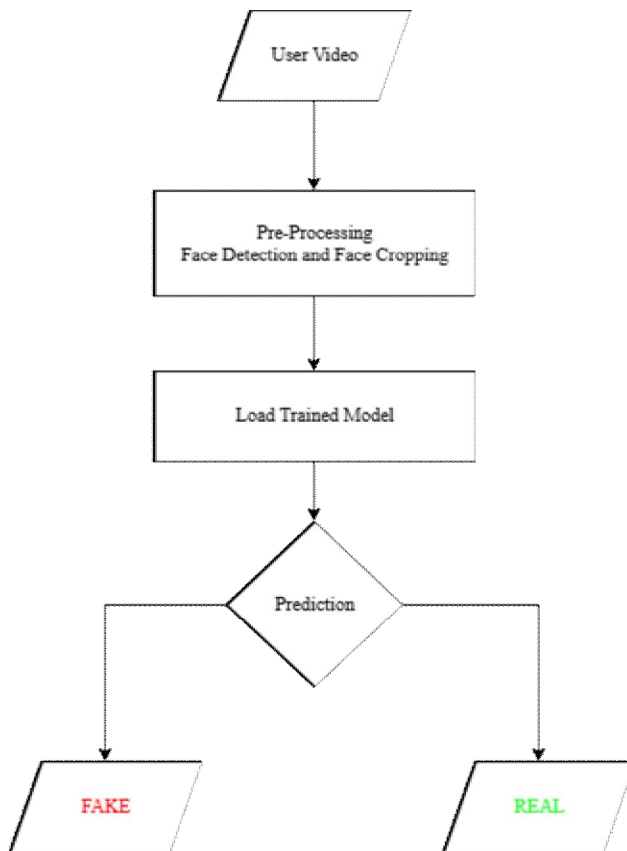 User Video
Pre-Processing
Face Detection and Face Cropping
Load Trained Model
Prediction
FAKE
REAL